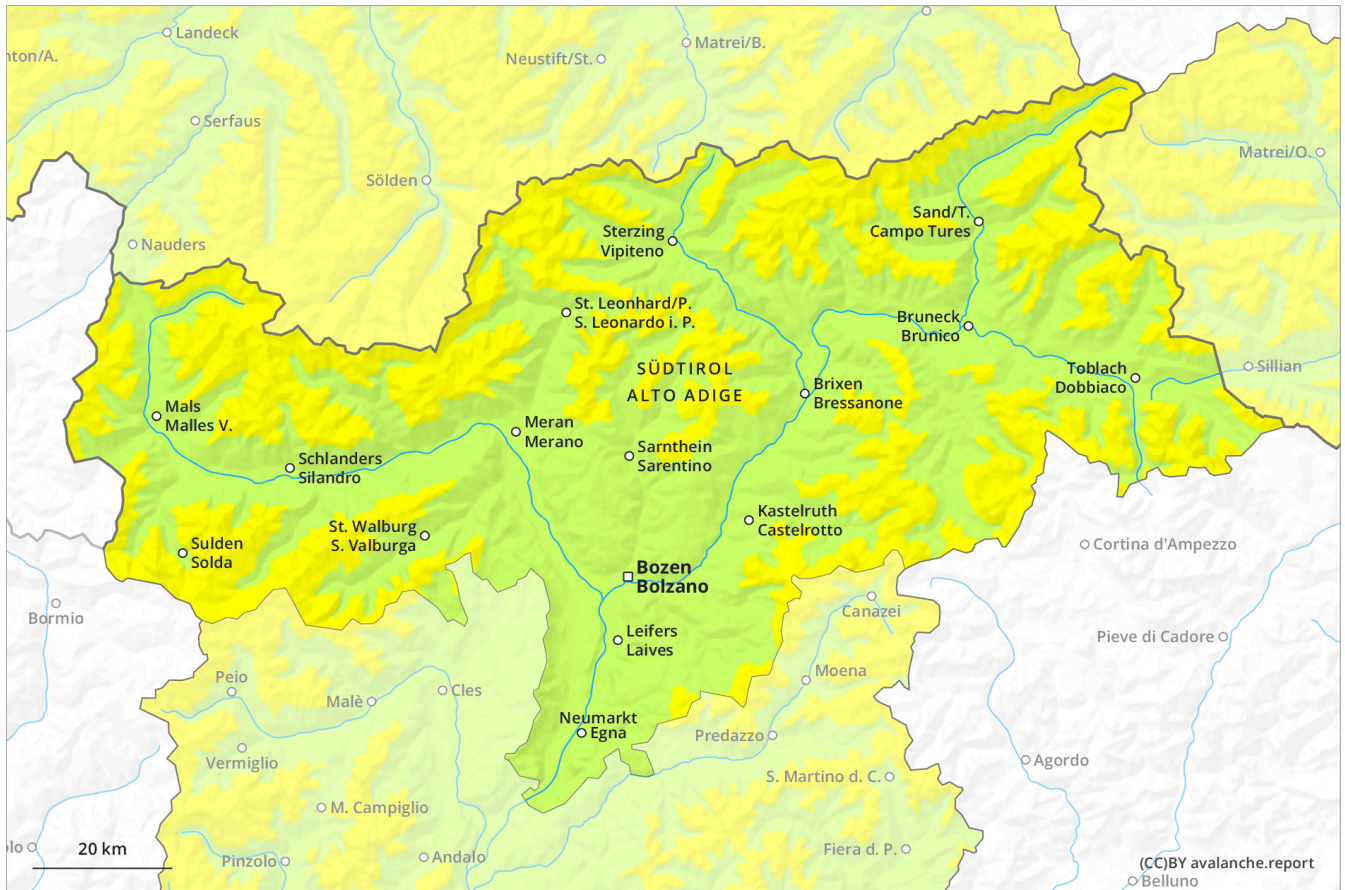 Landeck
Matrei/B.
nton/A.
Neustift/St.
Serfaus
Matrei/O.
Sölden
Sand/T.
Campo Tures
Sterzing
Vipiteno
Nauders
St. Leonhard/P.
S. Leonardo i. P.
Bruneck
Brunico
SÜDTIROL
ALTO ADIGE
Toblach
Dobbiaco
Sillian
Brixen
Bressanone
Mals
Malles V.
Meran
Merano
Sarnthein
Sarentino
Schlanders
Silandro
Kastelruth
Castelrotto
St. Walburg
S. Valburga
Sulden
Solda
Cortina d'Ampezzo
Bozen
Bolzano
Bormio
Canazei
Leifers
Laives
Pieve di Cadore
Peio
Moena
Malè
Cles
Neumarkt
Egna
Predazzo
Vermiglio
Agordo
S. Martino d. C.
M. Campiglio
lo
20 km
Pinzolo
Andalo
Fiera d. P.
(CC)BY avalanche.report
Belluno